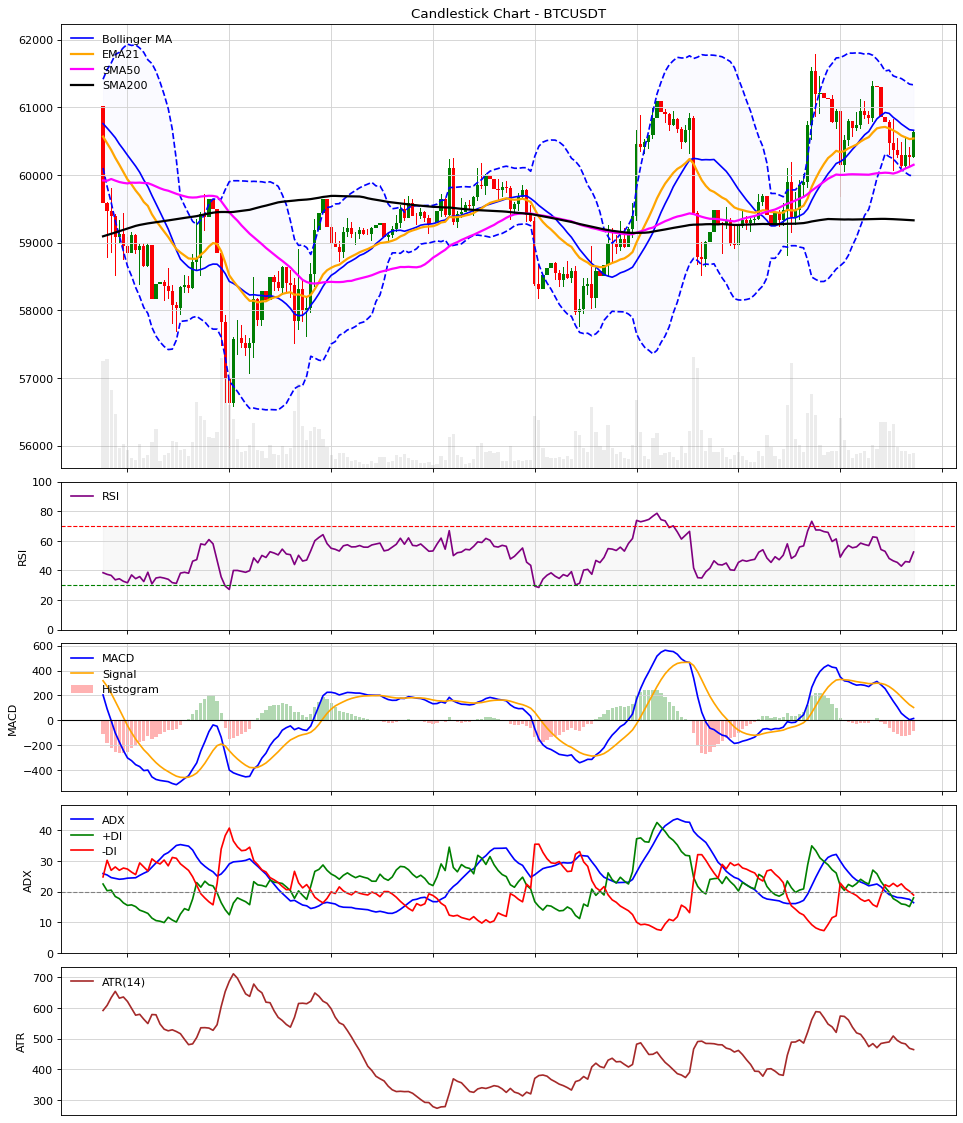 Candlestick Chart - BTCUSDT
Bollinger MA
EMA21
SMA50
SMA200
62000
61000
60000
59000
58000
57000
56000
RSI
RSI
100
80
60
40
20
0
MACD
Signal
Histogram
MACD
600
400
200
0
−200
−400
ADX
+DI
-DI
ADX
40
30
20
10
0
ATR(14)
ATR
700
600
500
400
300